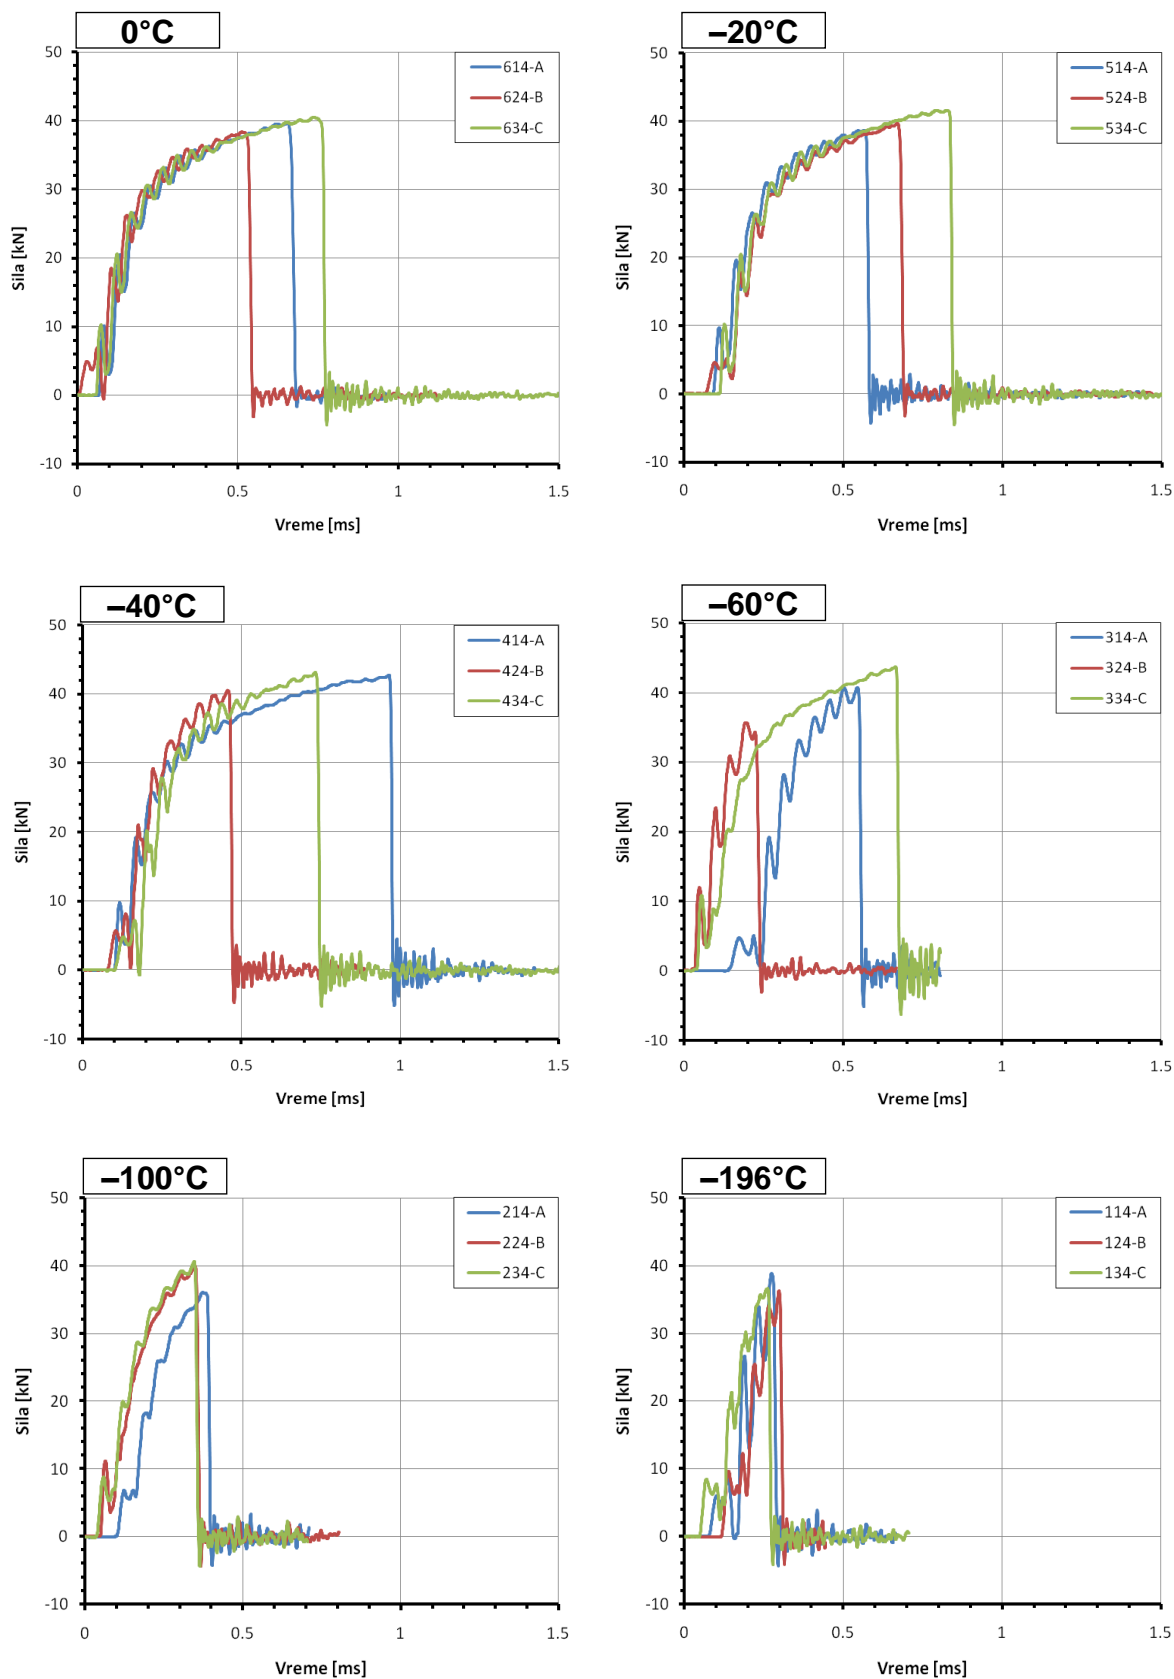 0°C
50
40
30
20
10
0
-10
0
0.5
1
1.5
Sila [kN]
Vreme [ms]
614-A
624-B
634-C
–20°C
50
40
30
20
10
0
-10
0
0.5
1
1.5
Sila [kN]
Vreme [ms]
514-A
524-B
534-C
–40°C
50
40
30
20
10
0
-10
0
0.5
1
1.5
Sila [kN]
Vreme [ms]
414-A
424-B
434-C
–60°C
50
40
30
20
10
0
-10
0
0.5
1
1.5
Sila [kN]
Vreme [ms]
314-A
324-B
334-C
–100°C
50
40
30
20
10
0
-10
0
0.5
1
1.5
Sila [kN]
Vreme [ms]
214-A
224-B
234-C
–196°C
50
40
30
20
10
0
-10
0
0.5
1
1.5
Sila [kN]
Vreme [ms]
114-A
124-B
134-C